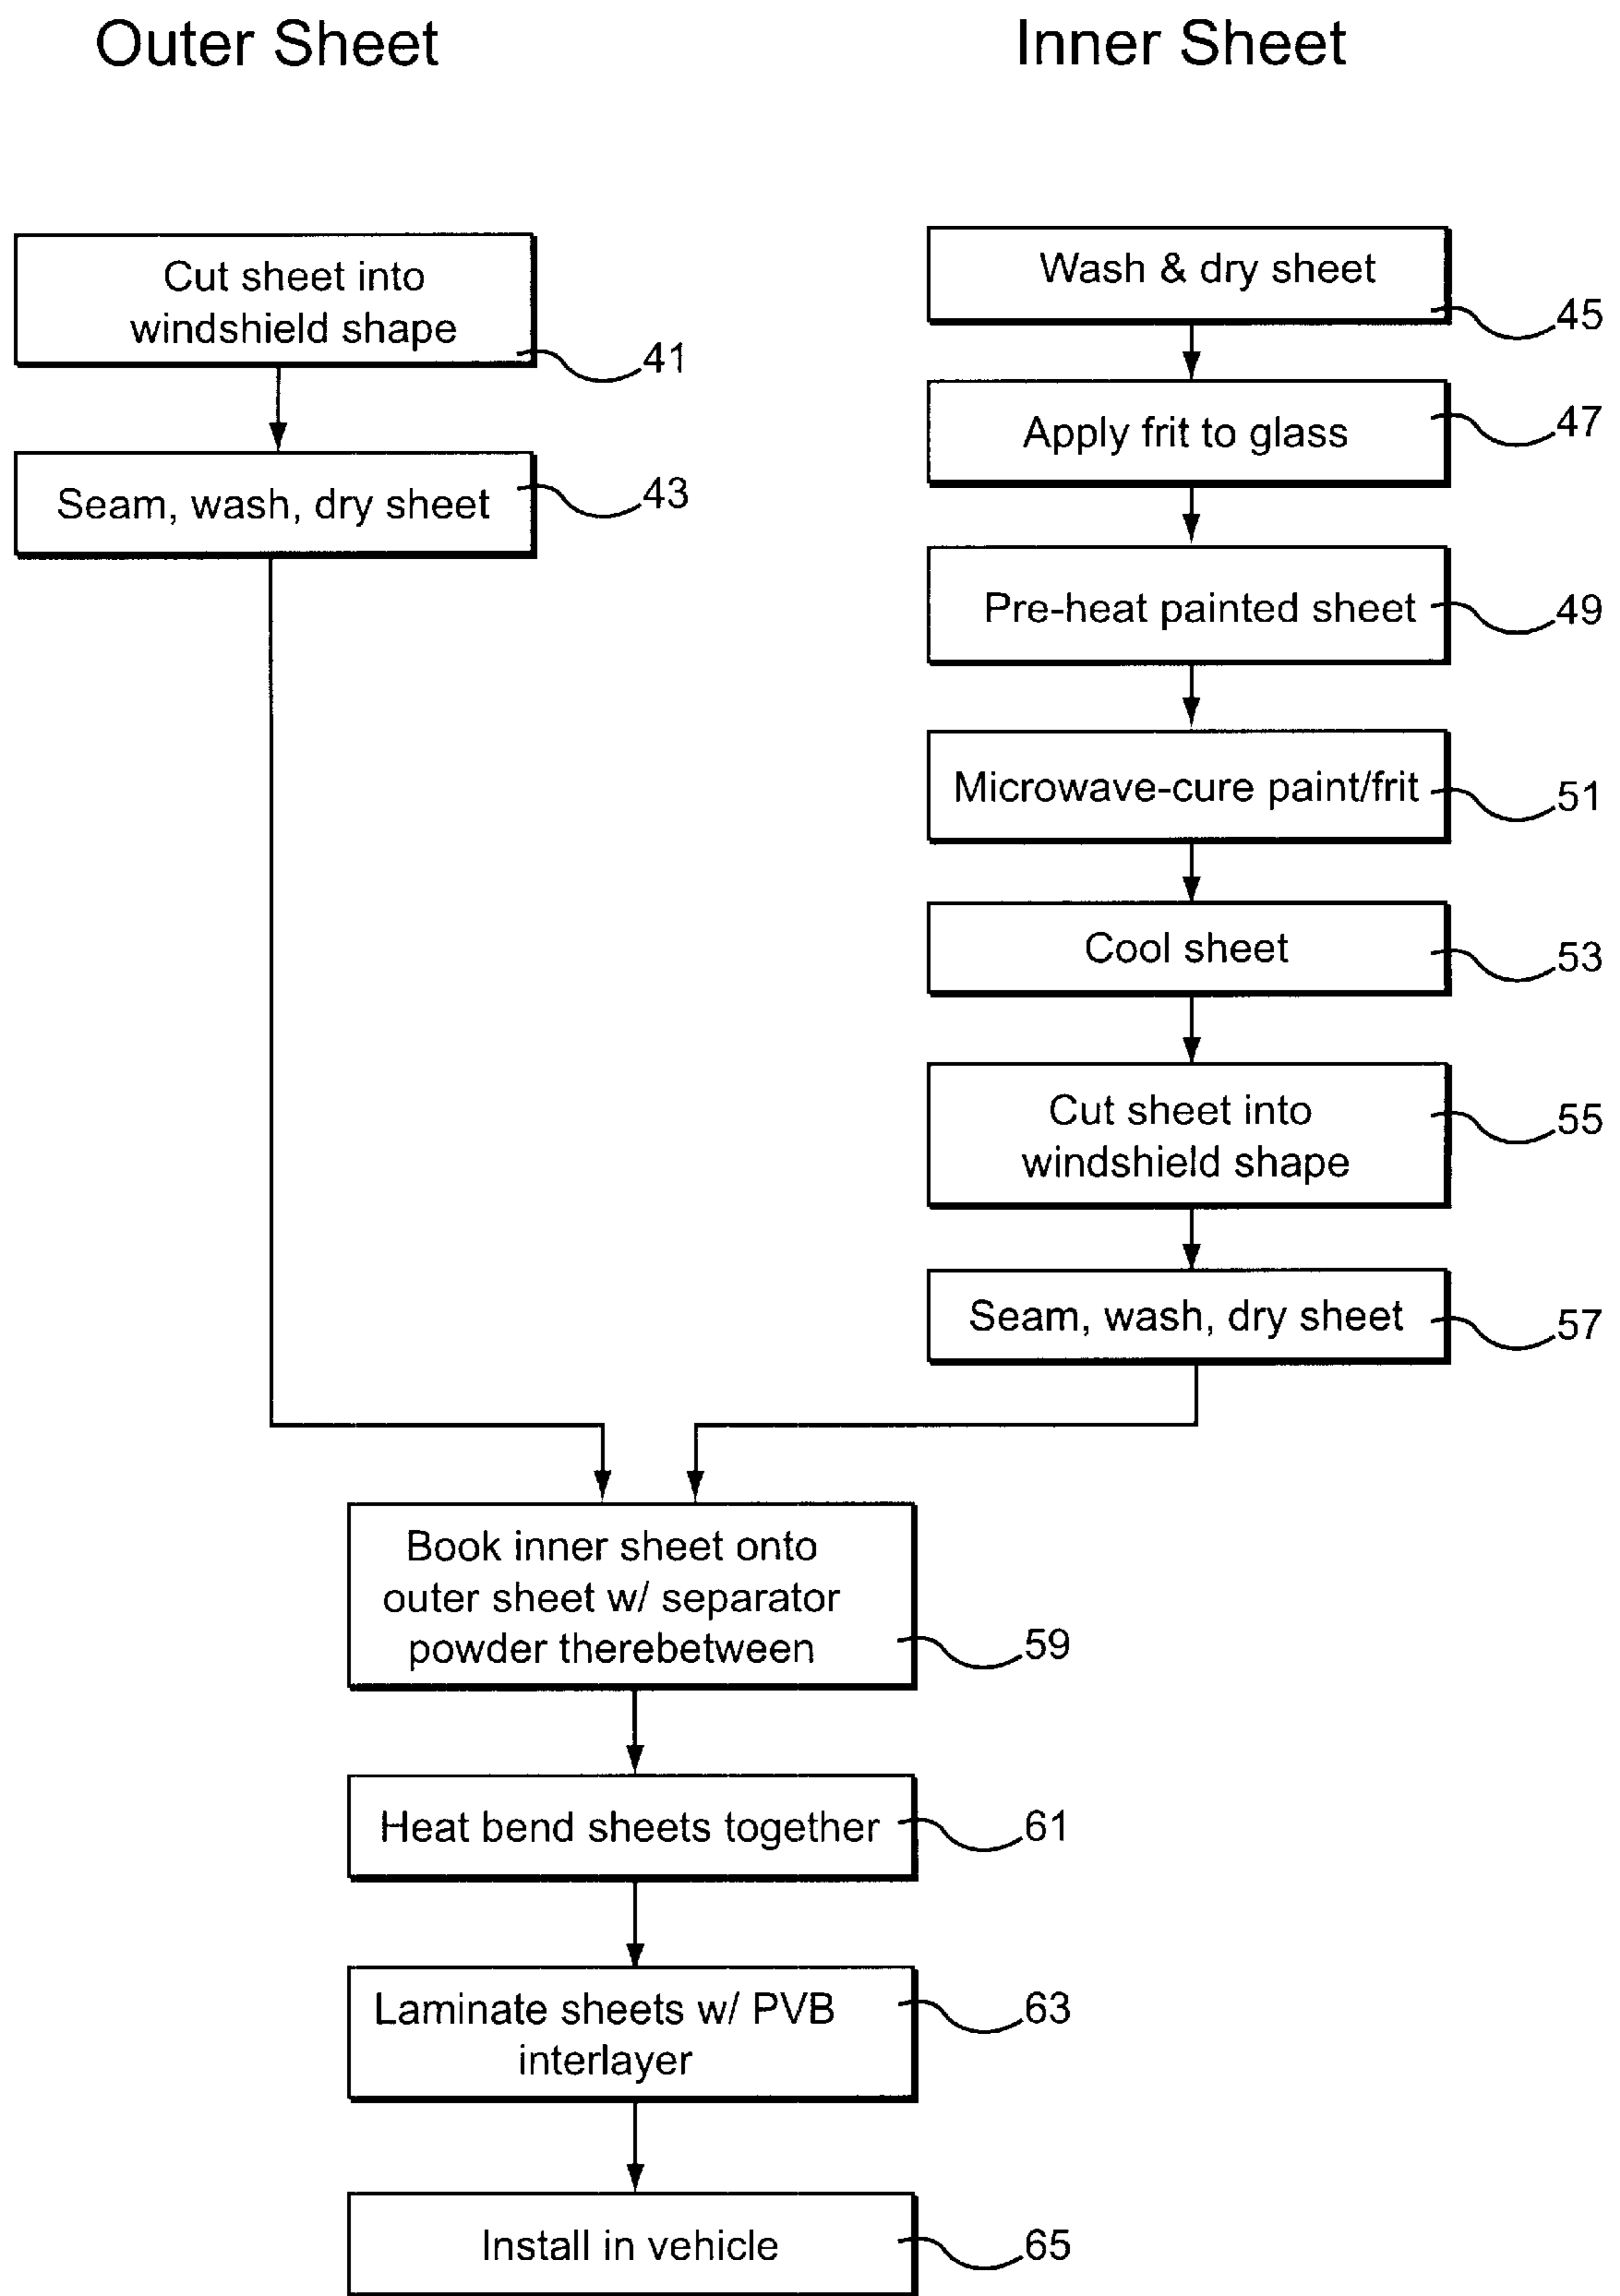 Outer Sheet
Inner Sheet
Cut sheet into
windshield shape
41
Seam, wash, dry sheet
43
Wash & dry sheet
45
Apply frit to glass
47
Pre-heat painted sheet
49
Microwave-cure paint/frit
51
Cool sheet
53
Cut sheet into
windshield shape
55
Seam, wash, dry sheet
57
Book inner sheet onto
outer sheet w/ separator
powder therebetween
59
Heat bend sheets together
61
Laminate sheets w/ PVB
interlayer
63
Install in vehicle
65